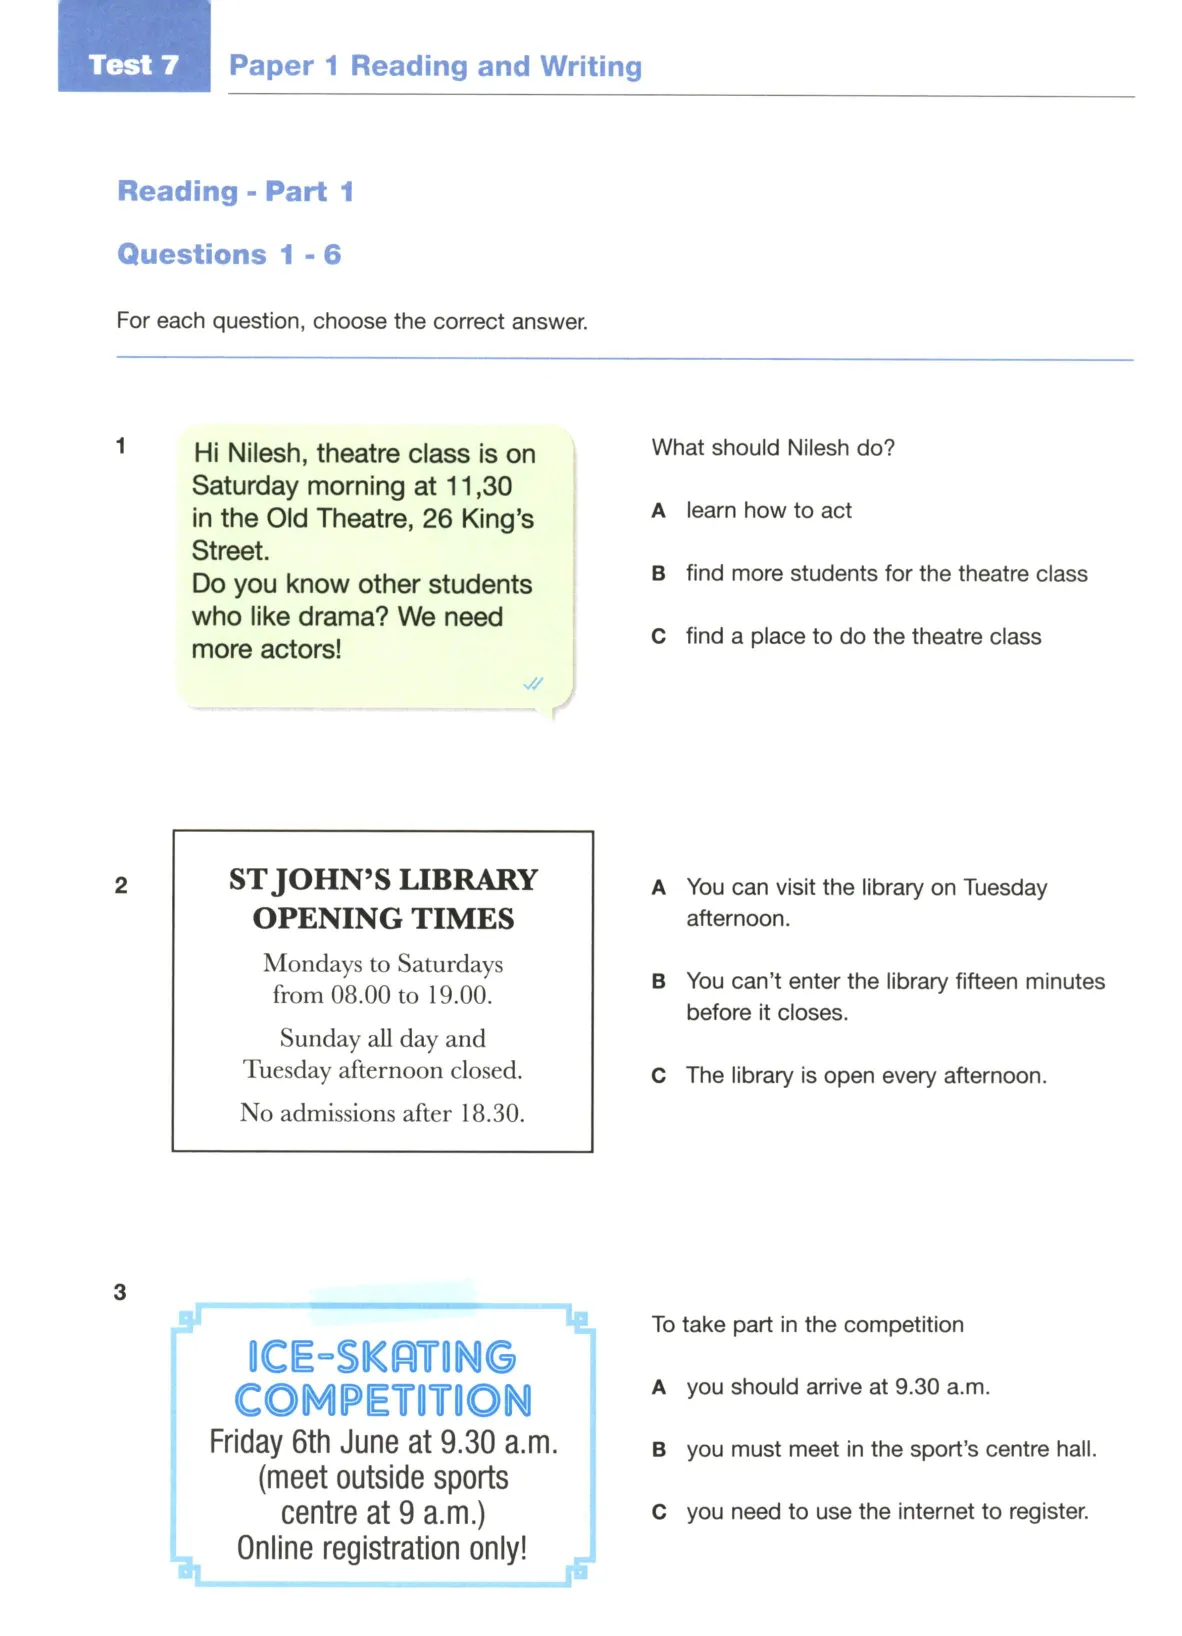 Test 7
Paper 1 Reading and Writing
Reading - Part 1
Questions 1 - 6
For each question, choose the correct answer.
1
Hi Nilesh, theatre class is on
Saturday morning at 11,30
in the Old Theatre, 26 King's
Street.
Do you know other students
who like drama? We need
more actors!
What should Nilesh do?
A learn how to act
B find more students for the theatre class
C find a place to do the theatre class
2
ST JOHN'S LIBRARY
OPENING TIMES
Mondays to Saturdays
from 08.00 to 19.00.
Sunday all day and
Tuesday afternoon closed.
No admissions after 18.30.
A You can visit the library on Tuesday
afternoon.
B You can't enter the library fifteen minutes
before it closes.
C The library is open every afternoon.
3
ICE-SKATING
COMPETITION
Friday 6th June at 9.30 a.m.
(meet outside sports
centre at 9 a.m.)
Online registration only!
To take part in the competition
A you should arrive at 9.30 a.m.
B you must meet in the sport's centre hall.
C you need to use the internet to register.